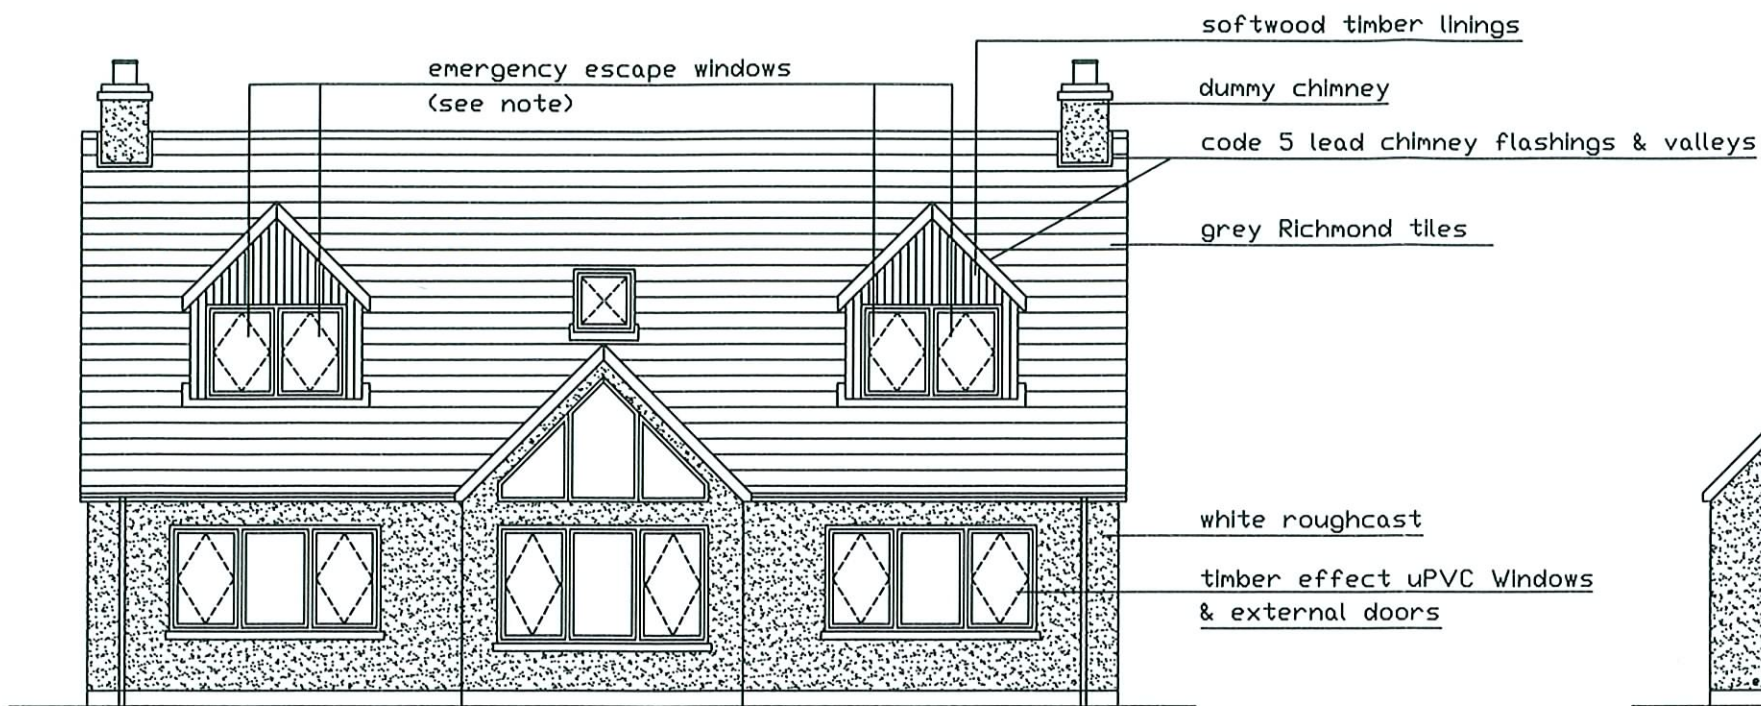 softwood timber linings
emergency escape windows
(see note)
dummy chimney
code 5 lead chimney flashings & valleys
grey Richmond tiles
white roughcast
timber effect uPVC Windows
& external doors